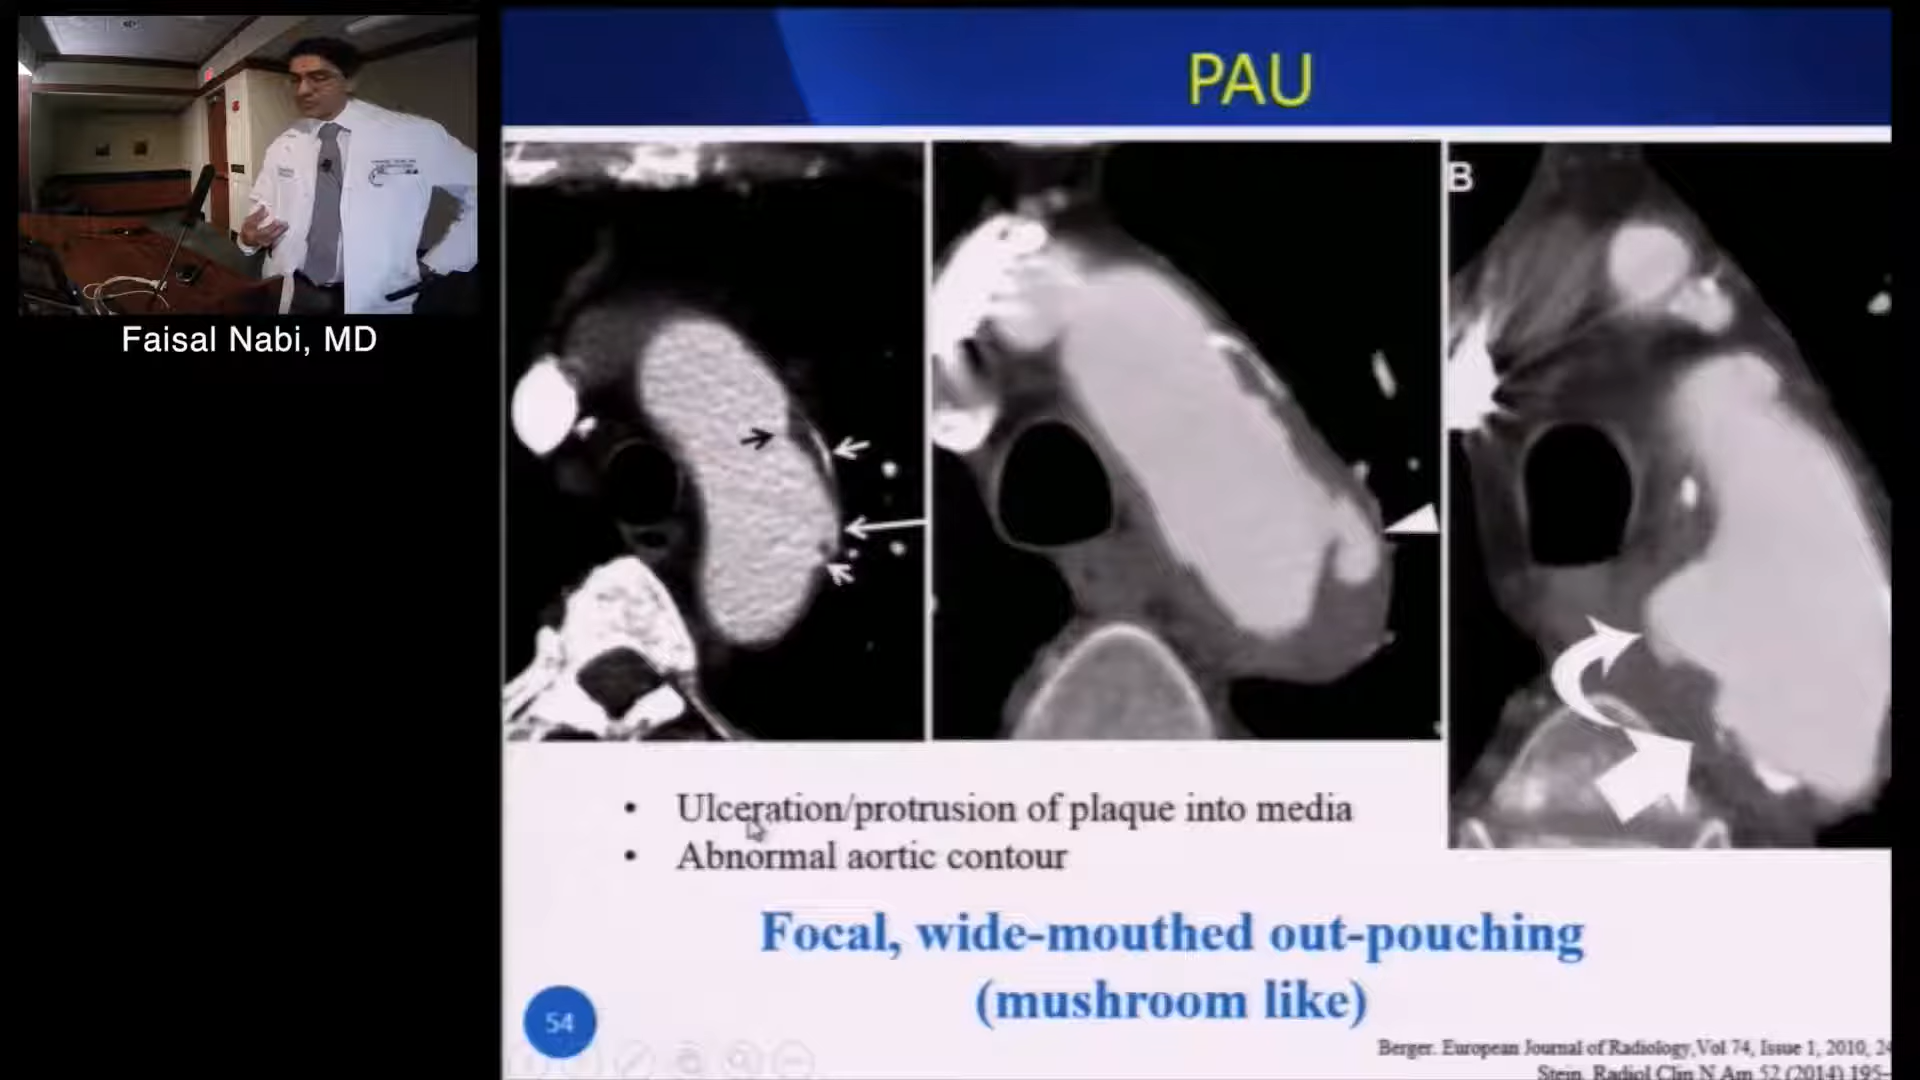 PAU
B
Faisal Nabi, MD
• Ulceration/protrusion of plaque into media
• Abnormal aortic contour
Focal, wide-mouthed out-pouching
(mushroom like)
54
Berger. European Journal of Radiology,Vol 74, Issue 1, 2010,
Stein. Radiol Clin N Am 52 (2014) 195-